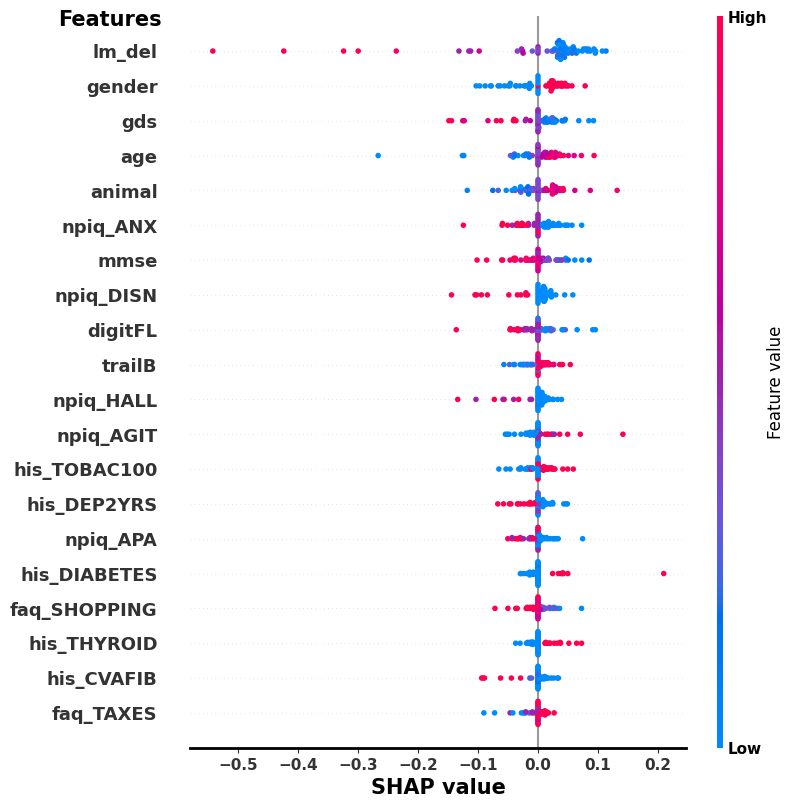 Features
High
lm_del
gender
gds
age
animal
npiq_ANX
mmse
npiq_DISN
digitFL
trailB
npiq_HALL
npiq_AGIT
his_TOBAC100
his_DEP2YRS
npiq_APA
his_DIABETES
faq_SHOPPING
his_THYROID
his_CVAFIB
faq_TAXES
Feature value
Low
−0.5 −0.4 −0.3 −0.2 −0.1 0.0 0.1 0.2
SHAP value